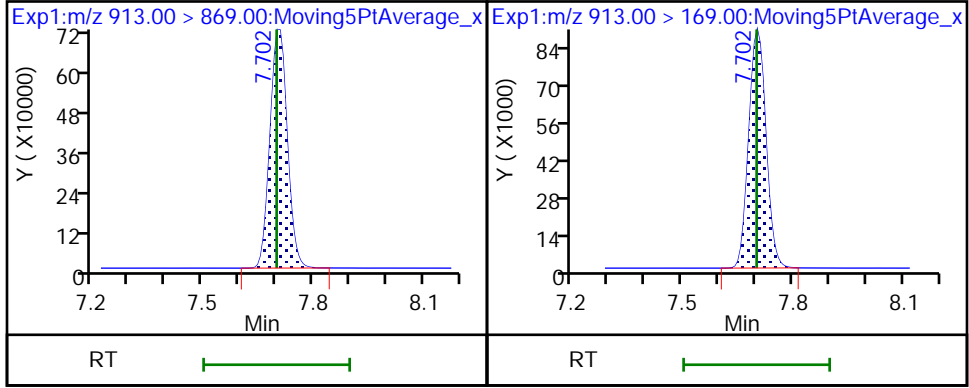 Exp1:m/z 913.00 > 869.00:Moving5PtAverage_x
7.702
72
60
48
36
24
12
0
Y ( X10000)
7.2 7.5 7.8 8.1
Min
RT
Exp1:m/z 913.00 > 169.00:Moving5PtAverage_x
7.702
84
70
56
42
28
14
0
Y ( X1000)
7.2 7.5 7.8 8.1
Min
RT